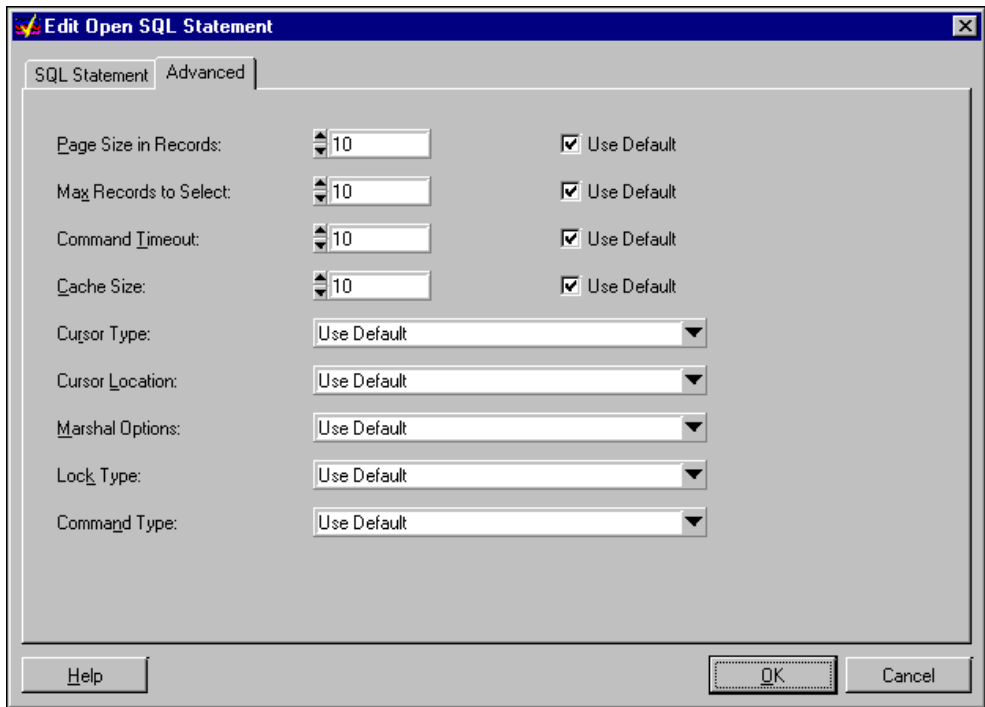 Edit Open SQL Statement
SQL Statement Advanced
Page Size in Records: 10 Use Default
Max Records to Select: 10 Use Default
Command Timeout: 10 Use Default
Cache Size: 10 Use Default
Cursor Type: Use Default
Cursor Location: Use Default
Marshal Options: Use Default
Lock Type: Use Default
Command Type: Use Default
Help OK Cancel